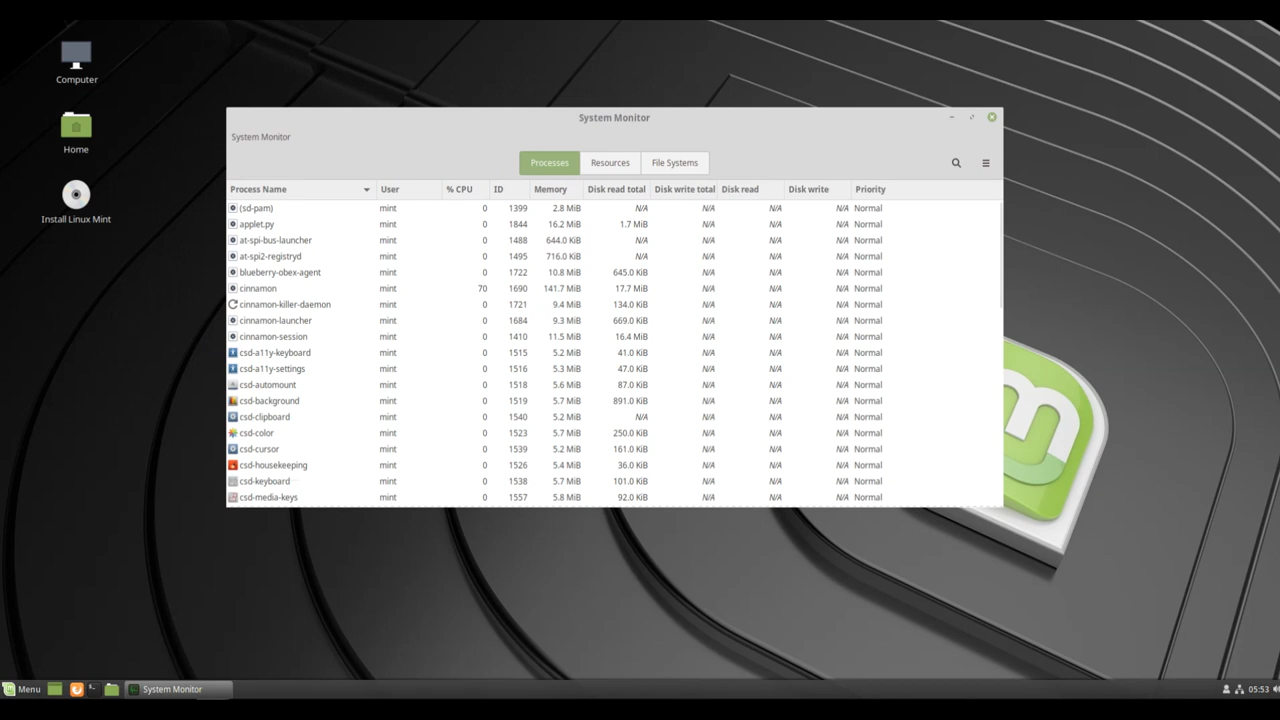 Computer
Home
Install Linux Mint
System Monitor
System Monitor
Processes Resources File Systems
Process Name User % CPU ID Memory Disk read total Disk write total Disk read Disk write Priority
(sd-pam) mint 0 1399 2.8 MiB N/A N/A N/A N/A Normal
applet.py mint 0 1844 16.2 MiB 1.7 MiB N/A N/A N/A Normal
at-spi-bus-launcher mint 0 1488 644.0 KiB N/A N/A N/A N/A Normal
at-spi2-registryd mint 0 1495 716.0 KiB N/A N/A N/A N/A Normal
blueberry-obex-agent mint 0 1722 10.8 MiB 645.0 KiB N/A N/A N/A Normal
cinnamon mint 70 1690 141.7 MiB 17.7 MiB N/A N/A N/A Normal
cinnamon-killer-daemon mint 0 1721 9.4 MiB 134.0 KiB N/A N/A N/A Normal
cinnamon-launcher mint 0 1684 9.3 MiB 669.0 KiB N/A N/A N/A Normal
cinnamon-session mint 0 1410 11.5 MiB 16.4 MiB N/A N/A N/A Normal
csd-a11y-keyboard mint 0 1515 5.2 MiB 41.0 KiB N/A N/A N/A Normal
csd-a11y-settings mint 0 1516 5.3 MiB 47.0 KiB N/A N/A N/A Normal
csd-automount mint 0 1518 5.6 MiB 87.0 KiB N/A N/A N/A Normal
csd-background mint 0 1519 5.7 MiB 891.0 KiB N/A N/A N/A Normal
csd-clipboard mint 0 1540 5.2 MiB N/A N/A N/A N/A Normal
csd-color mint 0 1523 5.7 MiB 250.0 KiB N/A N/A N/A Normal
csd-cursor mint 0 1539 5.2 MiB 161.0 KiB N/A N/A N/A Normal
csd-housekeeping mint 0 1526 5.4 MiB 36.0 KiB N/A N/A N/A Normal
csd-keyboard mint 0 1538 5.7 MiB 101.0 KiB N/A N/A N/A Normal
csd-media-keys mint 0 1557 5.8 MiB 92.0 KiB N/A N/A N/A Normal
Menu System Monitor 05:53